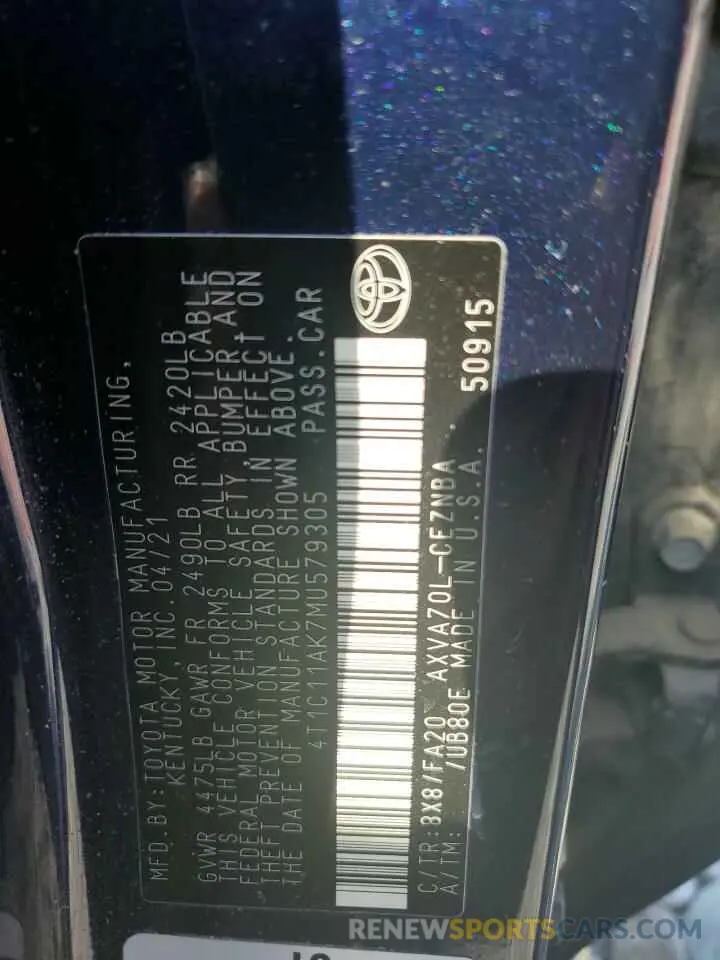 MFD.BY:TOYOTA MOTOR MANUFACTURING,
KENTUCKY, INC. 04/21
GVWR 4475LB GAWR FR 2490LB RR 2420LB
THIS VEHICLE CONFORMS TO ALL APPLICABLE
FEDERAL MOTOR VEHICLE SAFETY, BUMPER AND
THEFT PREVENTION STANDARDS IN EFFECT ON
THE DATE OF MANUFACTURE SHOWN ABOVE.
4T1C11AK7MU579305 PASS.CAR
C/TR:8X8/FA20 AXVA70L-CEZNBA
A/TM: /UB80E MADE IN U.S.A. 50915
RENEWSPORTSCARS.COM